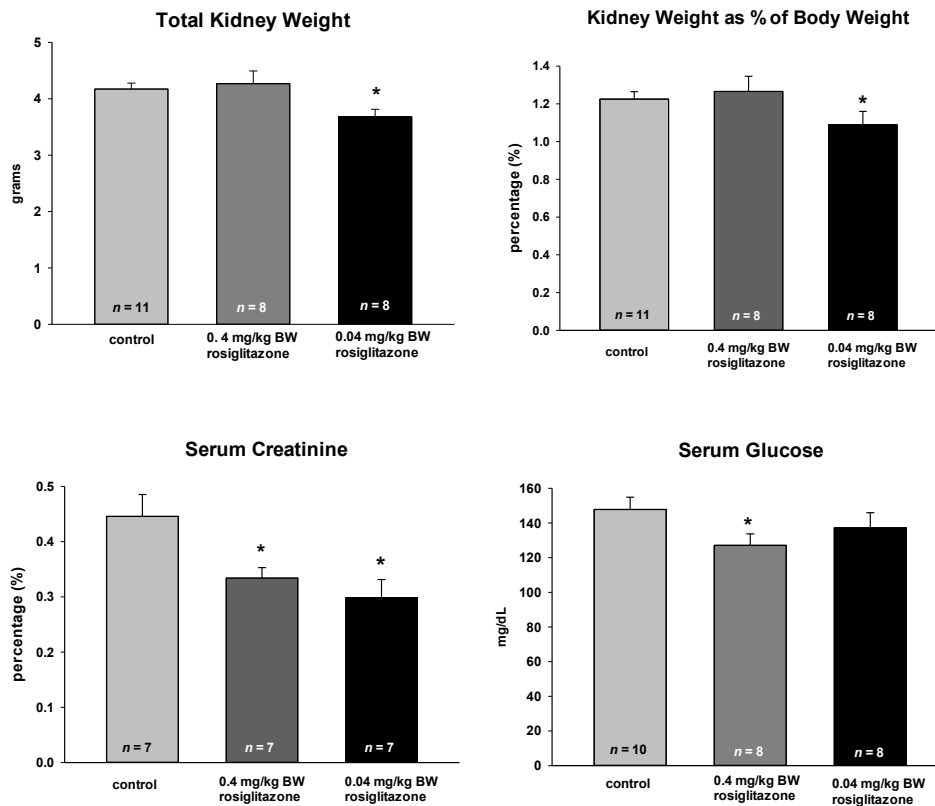 Total Kidney Weight
5
4
3
2
1
0
grams
*
n = 11
n = 8
n = 8
control
0. 4 mg/kg BW
rosiglitazone
0.04 mg/kg BW
rosiglitazone
Kidney Weight as % of Body Weight
1.4
1.2
1.0
0.8
0.6
0.4
0.2
0.0
percentage (%)
*
n = 11
n = 8
n = 8
control
0.4 mg/kg BW
rosiglitazone
0.04 mg/kg BW
rosiglitazone
Serum Creatinine
0.5
0.4
0.3
0.2
0.1
0.0
percentage (%)
*
*
n = 7
n = 7
n = 7
control
0.4 mg/kg BW
rosiglitazone
0.04 mg/kg BW
rosiglitazone
Serum Glucose
160
140
120
100
80
60
40
20
0
mg/dL
*
n = 10
n = 8
n = 8
control
0.4 mg/kg BW
rosiglitazone
0.04 mg/kg BW
rosiglitazone